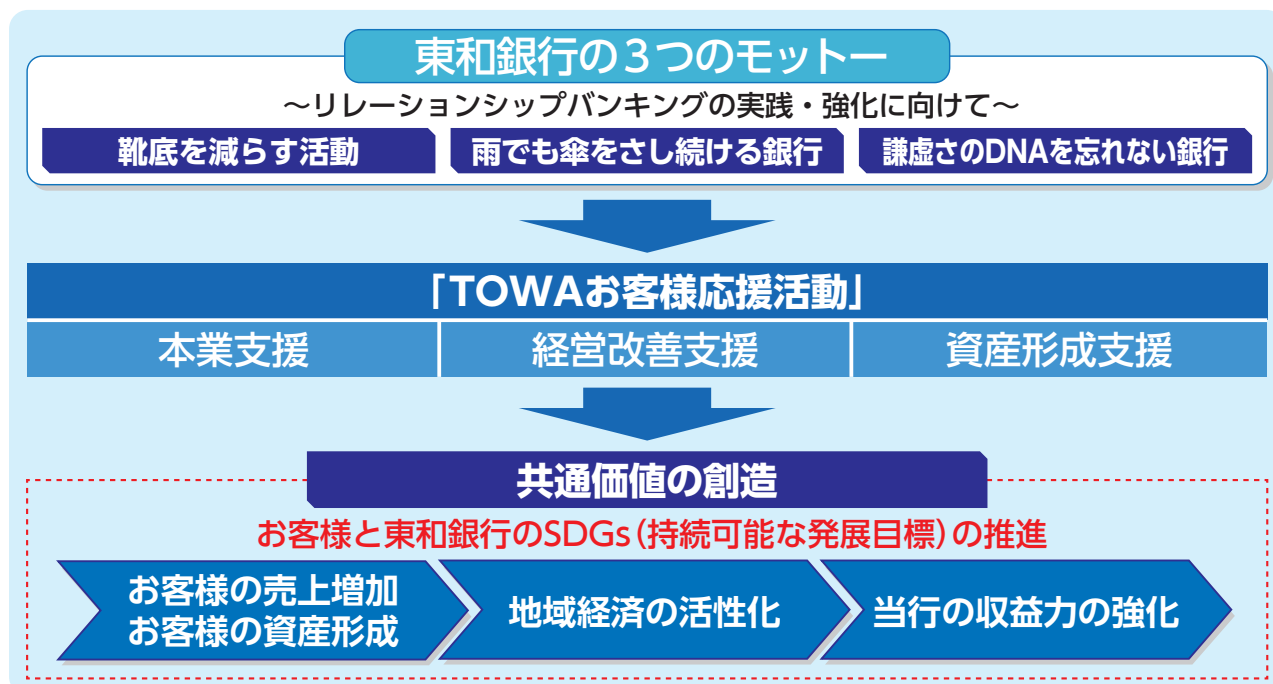 東和銀行の3つのモットー
～リレーションシップバンキングの実践・強化に向けて～
靴底を減らす活動
雨でも傘をさし続ける銀行
謙虚さのDNAを忘れない銀行
「TOWAお客様応援活動」
本業支援
経営改善支援
資産形成支援
共通価値の創造
お客様と東和銀行のSDGs(持続可能な発展目標)の推進
お客様の売上増加
お客様の資産形成
地域経済の活性化
当行の収益力の強化